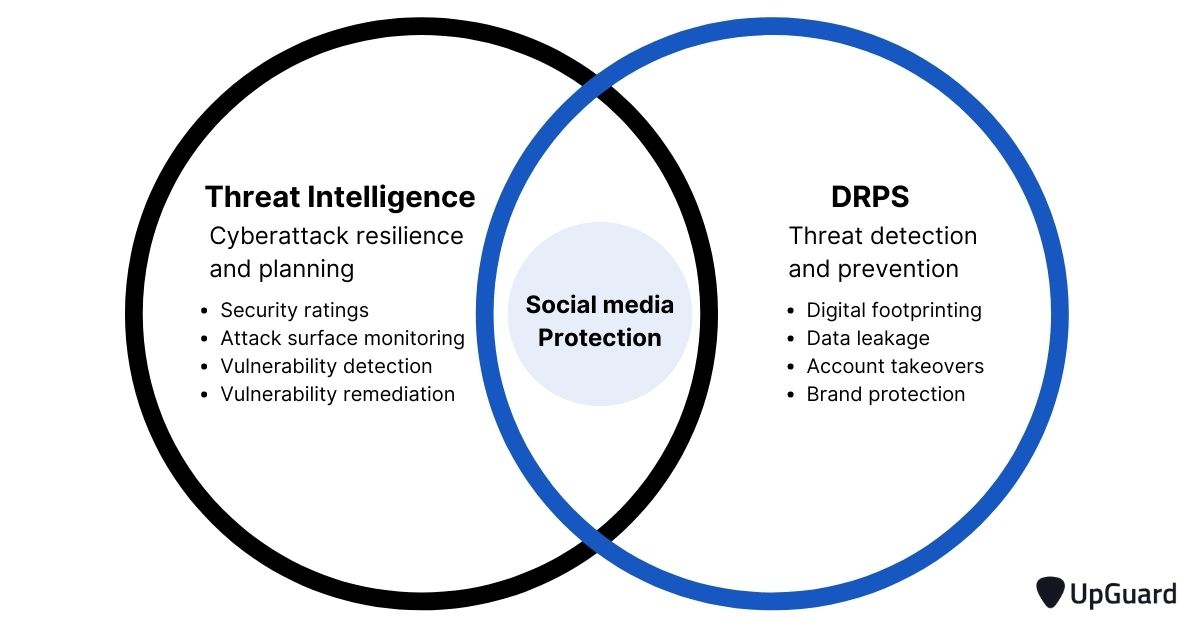 Threat Intelligence
Cyberattack resilience
and planning
• Security ratings
• Attack surface monitoring
• Vulnerability detection
• Vulnerability remediation
Social media
Protection
DRPS
Threat detection
and prevention
• Digital footprinting
• Data leakage
• Account takeovers
• Brand protection
UpGuard